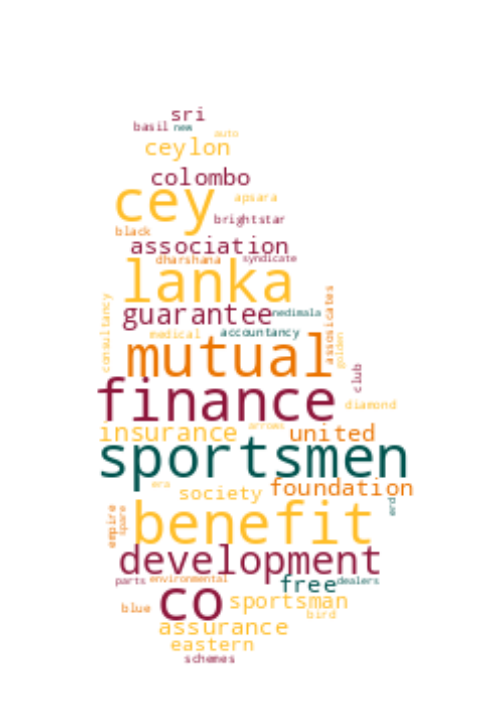 sri
basil new
auto
ceylon
colombo
cey
apsara
brightstar
black
association
dharshana syndicate
lanka
consultancy
guarantee
nedimala
assosicates
medical
accountancy
golden
mutual
club
finance
diamond
insurance
arrows
united
sportsmen
era
society
foundation
erd
empire
spare
benefit
development
parts environmental
free
dealers
co
blue
sportsman
bird
assurance
eastern
schemes